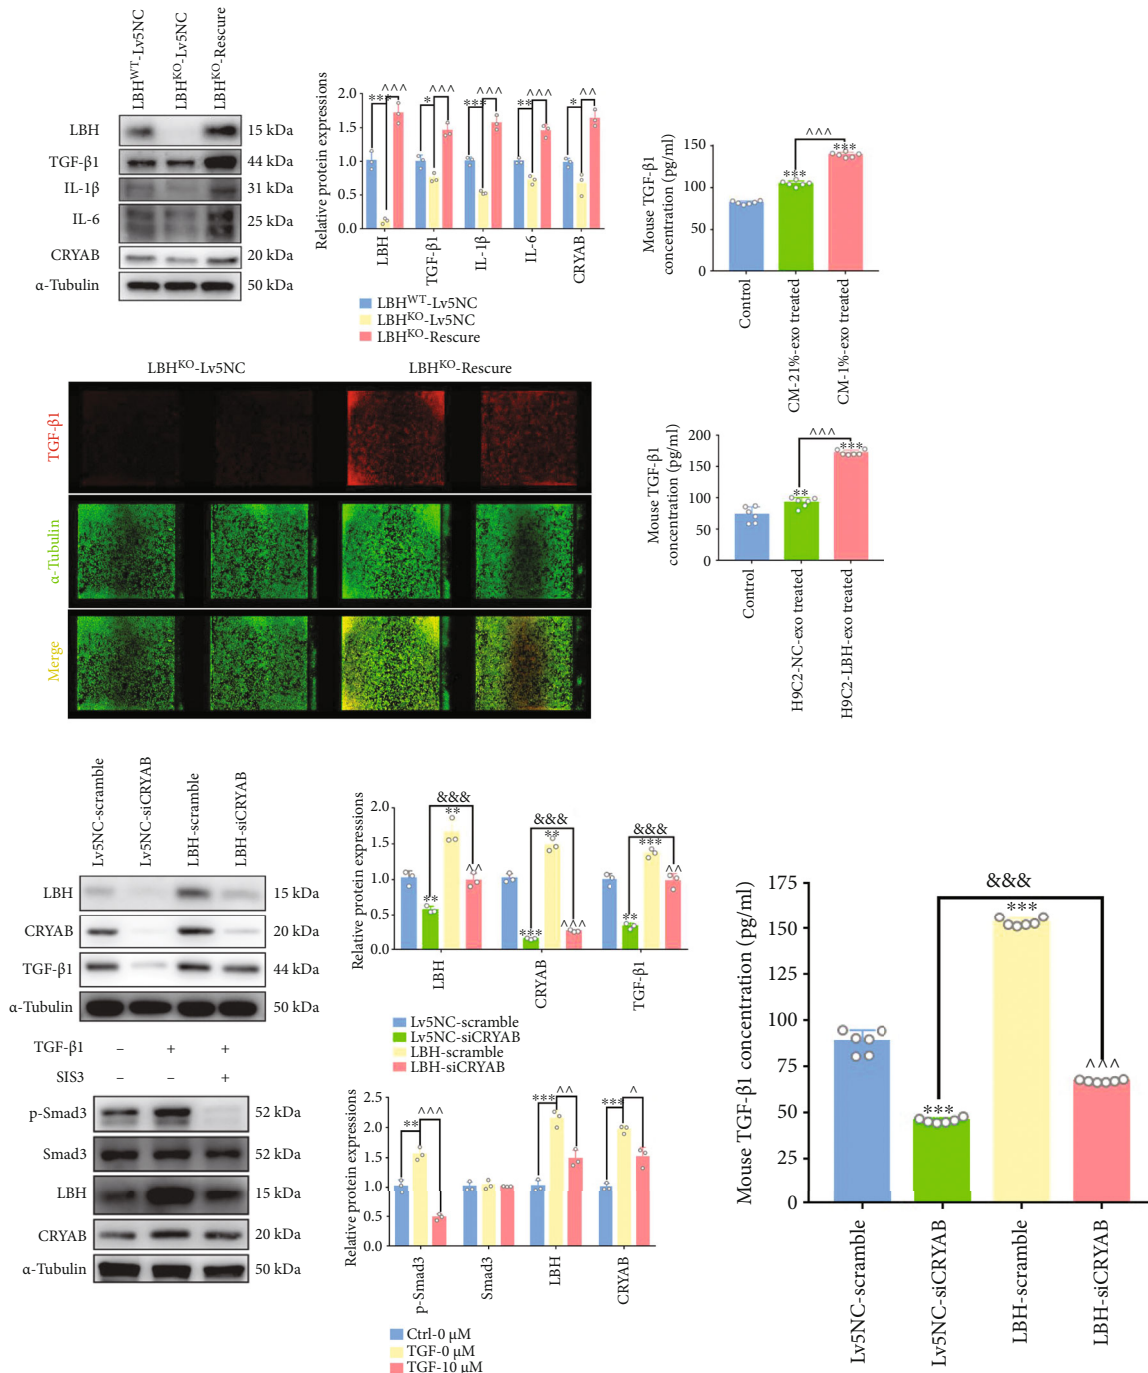 LBHWT-Lv5NC
LBHKO-Lv5NC
LBHKO-Rescure
LBH 15 kDa
TGF-β1 44 kDa
IL-1β 31 kDa
IL-6 25 kDa
CRYAB 20 kDa
α-Tubulin 50 kDa
Relative protein expressions
2.0
1.5
1.0
0.5
0.0
*** ^^^ * ^^^ *** ^^^ ** ^^^ * ^^
LBH TGF-β1 IL-1β IL-6 CRYAB
LBHWT-Lv5NC
LBHKO-Lv5NC
LBHKO-Rescure
Mouse TGF-β1
concentration (pg/ml)
150
100
50
0
^^^
*** ***
Control
CM-21%-exo treated
CM-1%-exo treated
LBHKO-Lv5NC LBHKO-Rescure
TGF-β1
α-Tubulin
Merge
Mouse TGF-β1
concentration (pg/ml)
200
150
100
50
0
^^^
** ***
Control
H9C2-NC-exo treated
H9C2-LBH-exo treated
Lv5NC-scramble
Lv5NC-siCRYAB
LBH-scramble
LBH-siCRYAB
LBH 15 kDa
CRYAB 20 kDa
TGF-β1 44 kDa
α-Tubulin 50 kDa
Relative protein expressions
2.0
1.5
1.0
0.5
0.0
&&& &&& &&&
** ** ^^
*** ** ^^^
** *** ^^
LBH CRYAB TGF-β1
Lv5NC-scramble
Lv5NC-siCRYAB
LBH-scramble
LBH-siCRYAB
TGF-β1 – + +
SIS3 – – +
p-Smad3 52 kDa
Smad3 52 kDa
LBH 15 kDa
CRYAB 20 kDa
α-Tubulin 50 kDa
Relative protein expressions
2.5
2.0
1.5
1.0
0.5
0.0
** ^^^ *** ^^ *** ^
p-Smad3 Smad3 LBH CRYAB
Ctrl-0 μM
TGF-0 μM
TGF-10 μM
Mouse TGF-β1 concentration (pg/ml)
175
150
125
100
75
50
25
0
&&&
*** *** ^^^
Lv5NC-scramble
Lv5NC-siCRYAB
LBH-scramble
LBH-siCRYAB